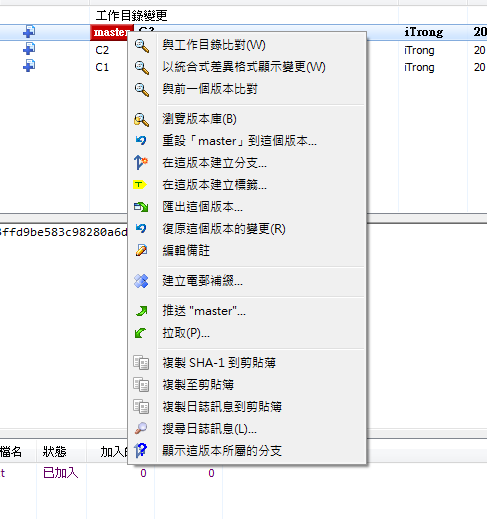 工作目錄變更
master C3 iTrong 20
C2 iTrong 20
C1 iTrong 20
與工作目錄比對(W)
以統合式差異格式顯示變更(W)
與前一個版本比對
瀏覽版本庫(B)
重設「master」到這個版本...
在這版本建立分支...
在這版本建立標籤...
匯出這個版本...
復原這個版本的變更(R)
編輯備註
建立電郵補綴...
推送 "master"...
拉取(P)...
複製 SHA-1 到剪貼簿
複製至剪貼簿
複製日誌訊息到剪貼簿
搜尋日誌訊息(L)...
顯示這版本所屬的分支
ffd9be583c98280a6d
檔名 狀態 加入的
t 已加入 0 0